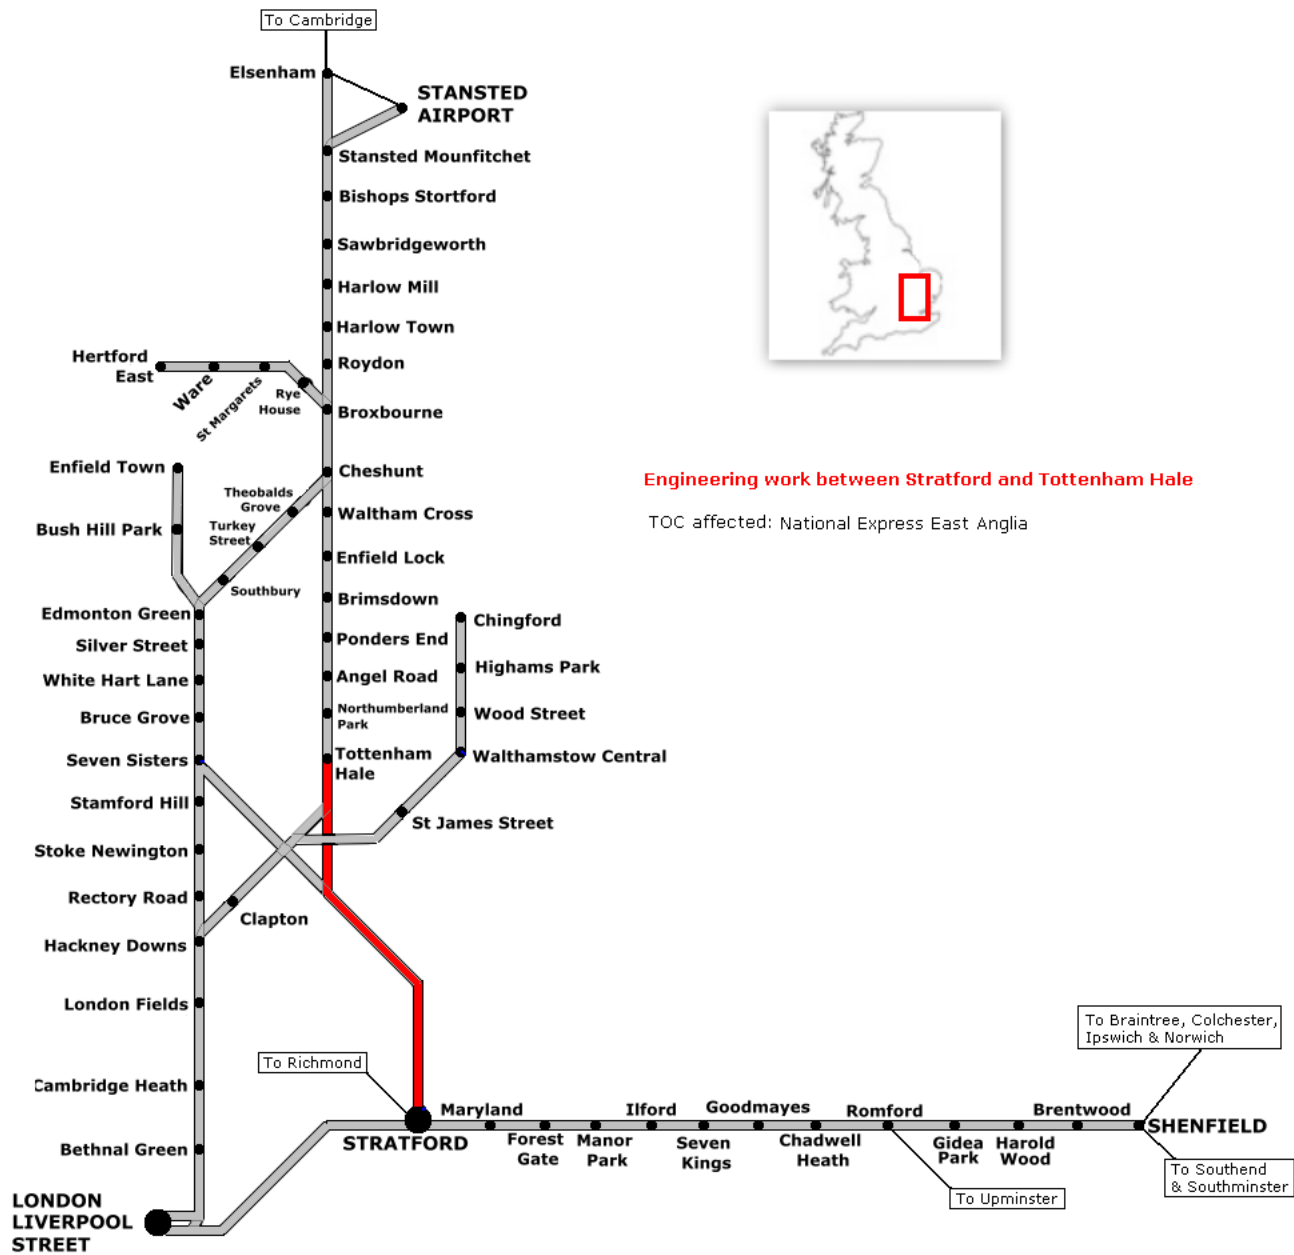 To Cambridge
Elsenham
STANSTED
AIRPORT
Stansted Mounfitchet
Bishops Stortford
Sawbridgeworth
Harlow Mill
Harlow Town
Hertford
East
Ware
St Margarets
Rye
House
Roydon
Broxbourne
Enfield Town
Cheshunt
Engineering work between Stratford and Tottenham Hale
TOC affected: National Express East Anglia
Theobalds
Grove
Waltham Cross
Bush Hill Park
Turkey
Street
Enfield Lock
Southbury
Brimsdown
Edmonton Green
Chingford
Silver Street
Ponders End
White Hart Lane
Angel Road
Highams Park
Bruce Grove
Northumberland
Park
Wood Street
Seven Sisters
Tottenham
Hale
Walthamstow Central
Stamford Hill
St James Street
Stoke Newington
Rectory Road
Clapton
Hackney Downs
London Fields
To Richmond
Cambridge Heath
Bethnal Green
LONDON
LIVERPOOL
STREET
STRATFORD
Maryland
Forest
Gate
Manor
Park
Ilford
Seven
Kings
Goodmayes
Chadwell
Heath
Romford
To Upminster
Gidea
Park
Harold
Wood
Brentwood
SHENFIELD
To Braintree, Colchester,
Ipswich & Norwich
To Southend
& Southminster